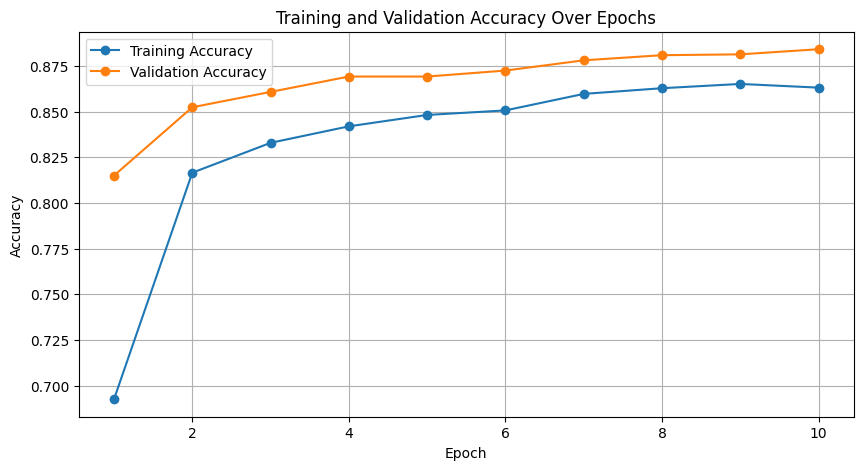 Training and Validation Accuracy Over Epochs
Training Accuracy
Validation Accuracy
0.875
0.850
0.825
0.800
0.775
0.750
0.725
0.700
Accuracy
2
4
6
8
10
Epoch